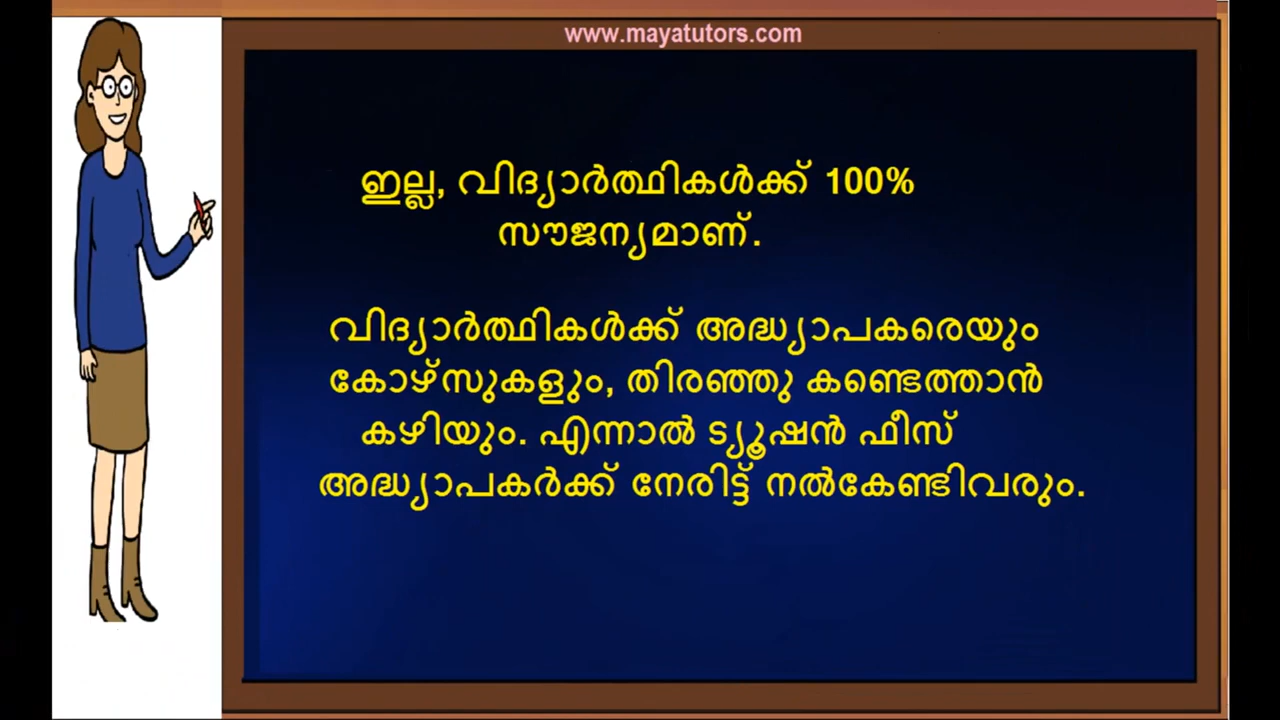 www.mayatutors.com
ഇല്ല, വിദ്യാർത്ഥികൾക്ക് 100%
സൗജന്യമാണ്.
വിദ്യാർത്ഥികൾക്ക് അദ്ധ്യാപകരെയും
കോഴ്സുകളും, തിരഞ്ഞു കണ്ടെത്താൻ
കഴിയും. എന്നാൽ ട്യൂഷൻ ഫീസ്
അദ്ധ്യാപകർക്ക് നേരിട്ട് നൽകേണ്ടിവരും.